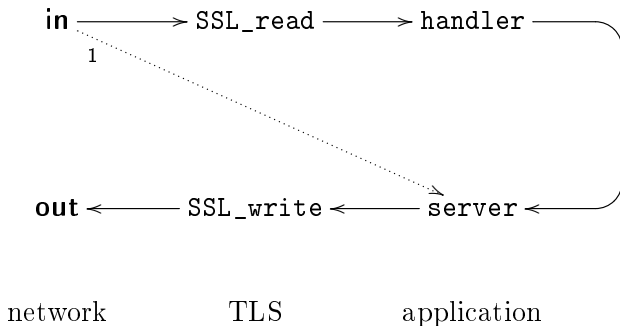 in SSL_read handler
1
out SSL_write server
network TLS application